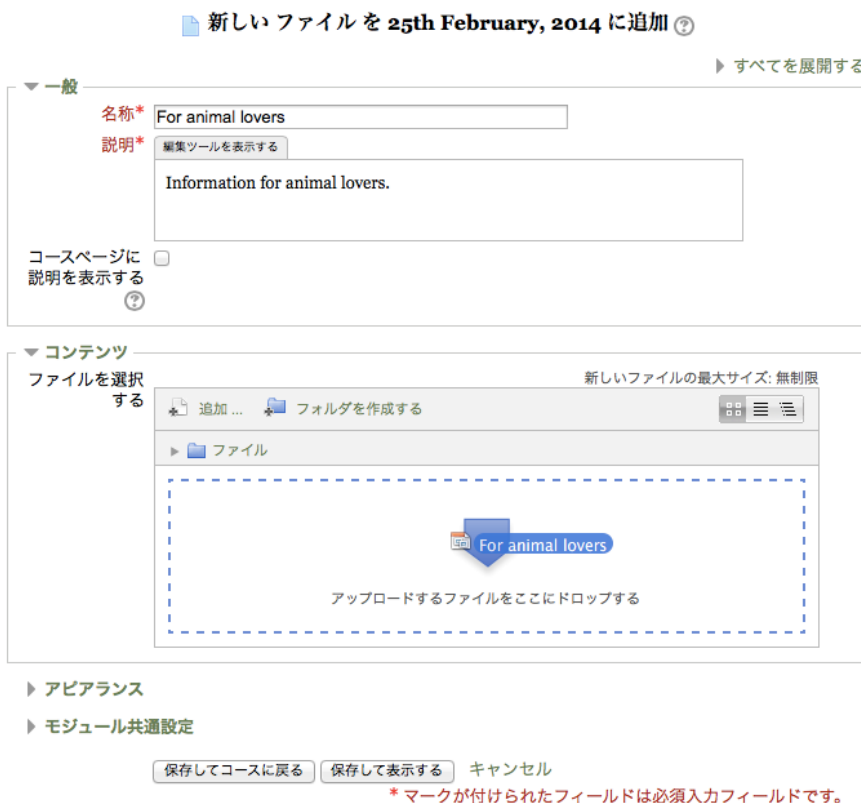 新しい ファイル を 25th February, 2014 に追加
すべてを展開する
一般
名称* For animal lovers
説明* 編集ツールを表示する
Information for animal lovers.
コースページに
説明を表示する
コンテンツ
新しいファイルの最大サイズ: 無制限
ファイルを選択
する
追加 ... フォルダを作成する
ファイル
For animal lovers
アップロードするファイルをここにドロップする
アピアランス
モジュール共通設定
保存してコースに戻る 保存して表示する キャンセル
* マークが付けられたフィールドは必須入力フィールドです。